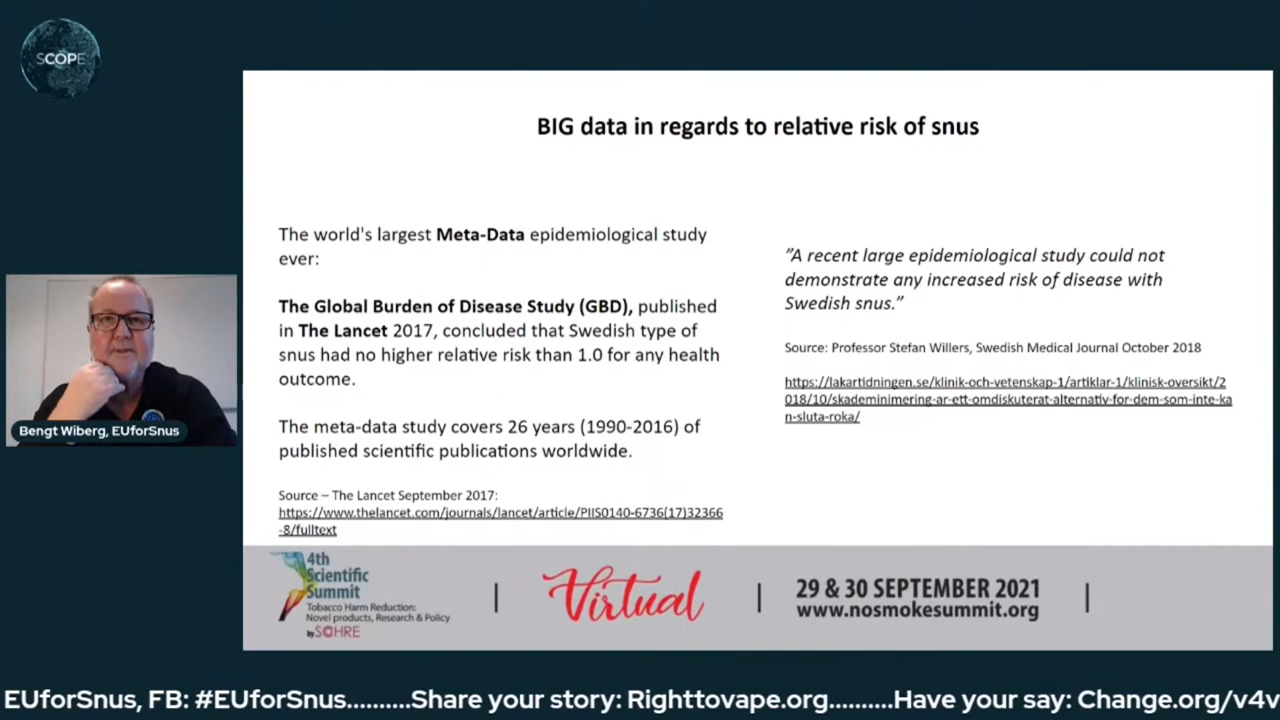 SCOPE
BIG data in regards to relative risk of snus
The world's largest Meta-Data epidemiological study
ever:
The Global Burden of Disease Study (GBD), published
in The Lancet 2017, concluded that Swedish type of
snus had no higher relative risk than 1.0 for any health
outcome.
The meta-data study covers 26 years (1990-2016) of
published scientific publications worldwide.
Source – The Lancet September 2017:
https://www.thelancet.com/journals/lancet/article/PIIS0140-6736(17)32366
-8/fulltext
”A recent large epidemiological study could not
demonstrate any increased risk of disease with
Swedish snus.”
Source: Professor Stefan Willers, Swedish Medical Journal October 2018
https://lakartidningen.se/klinik-och-vetenskap-1/artiklar-1/klinisk-oversikt/2
018/10/skademinimering-ar-ett-omdiskuterat-alternativ-for-dem-som-inte-ka
n-sluta-roka/
Bengt Wiberg, EUforSnus
4th
Scientific
Summit
Tobacco Harm Reduction:
Novel products, Research & Policy
by SCOHRE
| Virtual |
29 & 30 SEPTEMBER 2021 |
www.nosmokesummit.org
EUforSnus, FB: #EUforSnus..........Share your story: Righttovape.org..........Have your say: Change.org/v4v